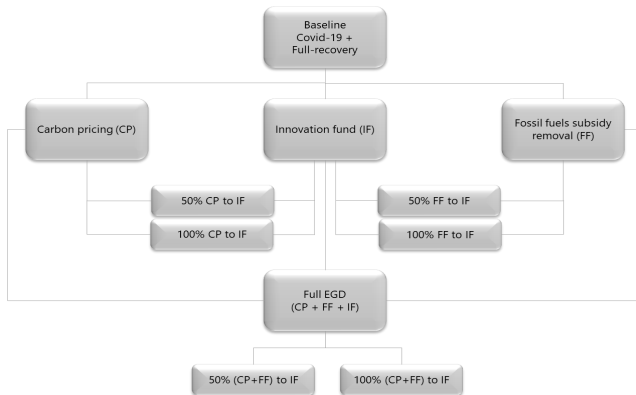 Baseline
Covid-19 +
Full-recovery
Carbon pricing (CP)
Innovation fund (IF)
Fossil fuels subsidy
removal (FF)
50% CP to IF
50% FF to IF
100% CP to IF
100% FF to IF
Full EGD
(CP + FF + IF)
50% (CP+FF) to IF
100% (CP+FF) to IF